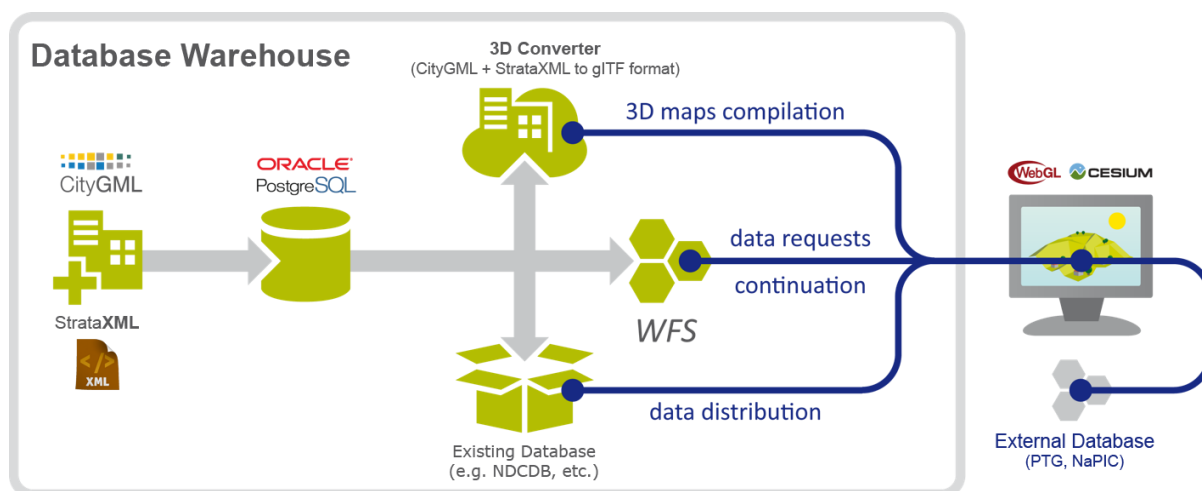 Database Warehouse
3D Converter
(CityGML + StrataXML to glTF format)
3D maps compilation
CityGML
ORACLE®
PostgreSQL
WebGL
CESIUM
data requests
continuation
StrataXML
</>
XML
WFS
data distribution
Existing Database
(e.g. NDCDB, etc.)
External Database
(PTG, NaPIC)